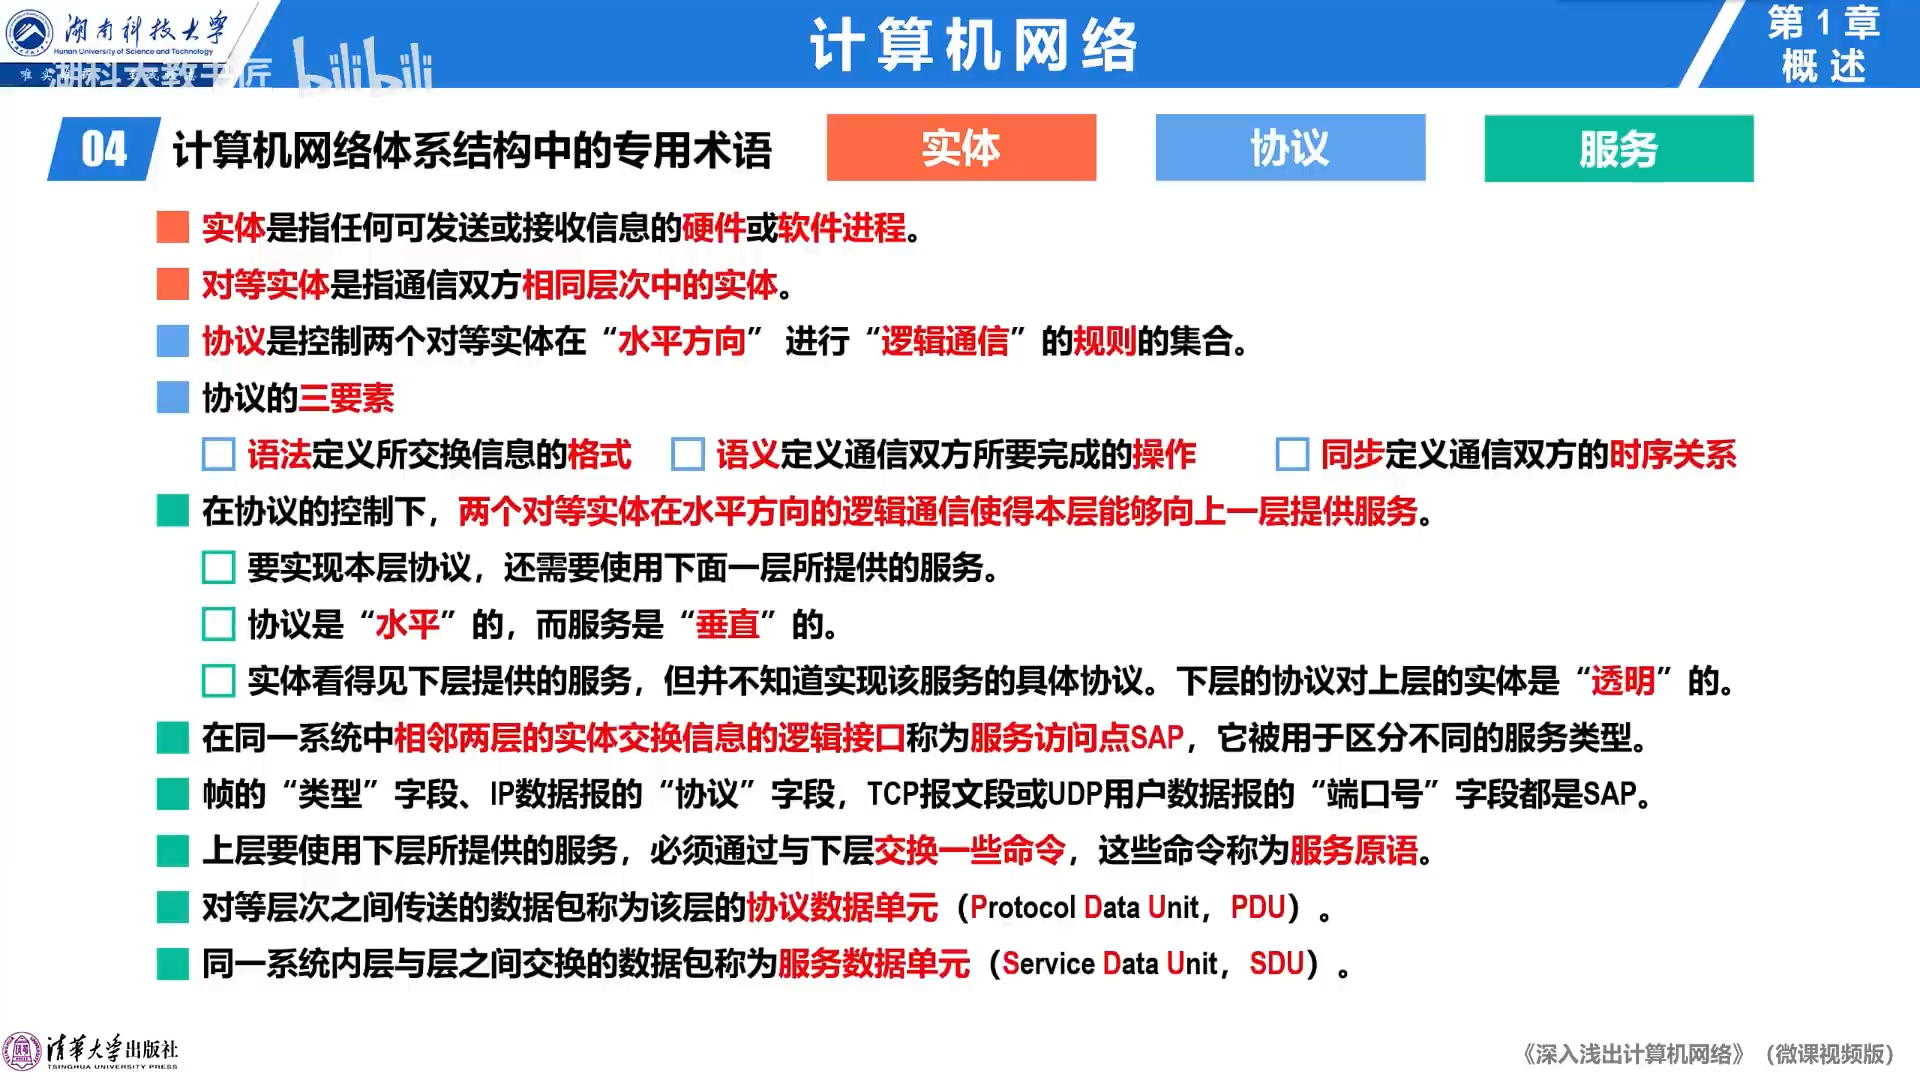 湖南科技大学
Hunan University of Science and Technology
湖科大教书匠 bilibili
计算机网络
第 1 章
概 述
04 计算机网络体系结构中的专用术语 实体 协议 服务
实体是指任何可发送或接收信息的硬件或软件进程。
对等实体是指通信双方相同层次中的实体。
协议是控制两个对等实体在“水平方向” 进行“逻辑通信”的规则的集合。
协议的三要素
语法定义所交换信息的格式 语义定义通信双方所要完成的操作 同步定义通信双方的时序关系
在协议的控制下，两个对等实体在水平方向的逻辑通信使得本层能够向上一层提供服务。
要实现本层协议，还需要使用下面一层所提供的服务。
协议是“水平”的，而服务是“垂直”的。
实体看得见下层提供的服务，但并不知道实现该服务的具体协议。下层的协议对上层的实体是“透明”的。
在同一系统中相邻两层的实体交换信息的逻辑接口称为服务访问点SAP，它被用于区分不同的服务类型。
帧的“类型”字段、IP数据报的“协议”字段，TCP报文段或UDP用户数据报的“端口号”字段都是SAP。
上层要使用下层所提供的服务，必须通过与下层交换一些命令，这些命令称为服务原语。
对等层次之间传送的数据包称为该层的协议数据单元（Protocol Data Unit，PDU）。
同一系统内层与层之间交换的数据包称为服务数据单元（Service Data Unit，SDU）。
清华大学出版社
TSINGHUA UNIVERSITY PRESS
《深入浅出计算机网络》（微课视频版）